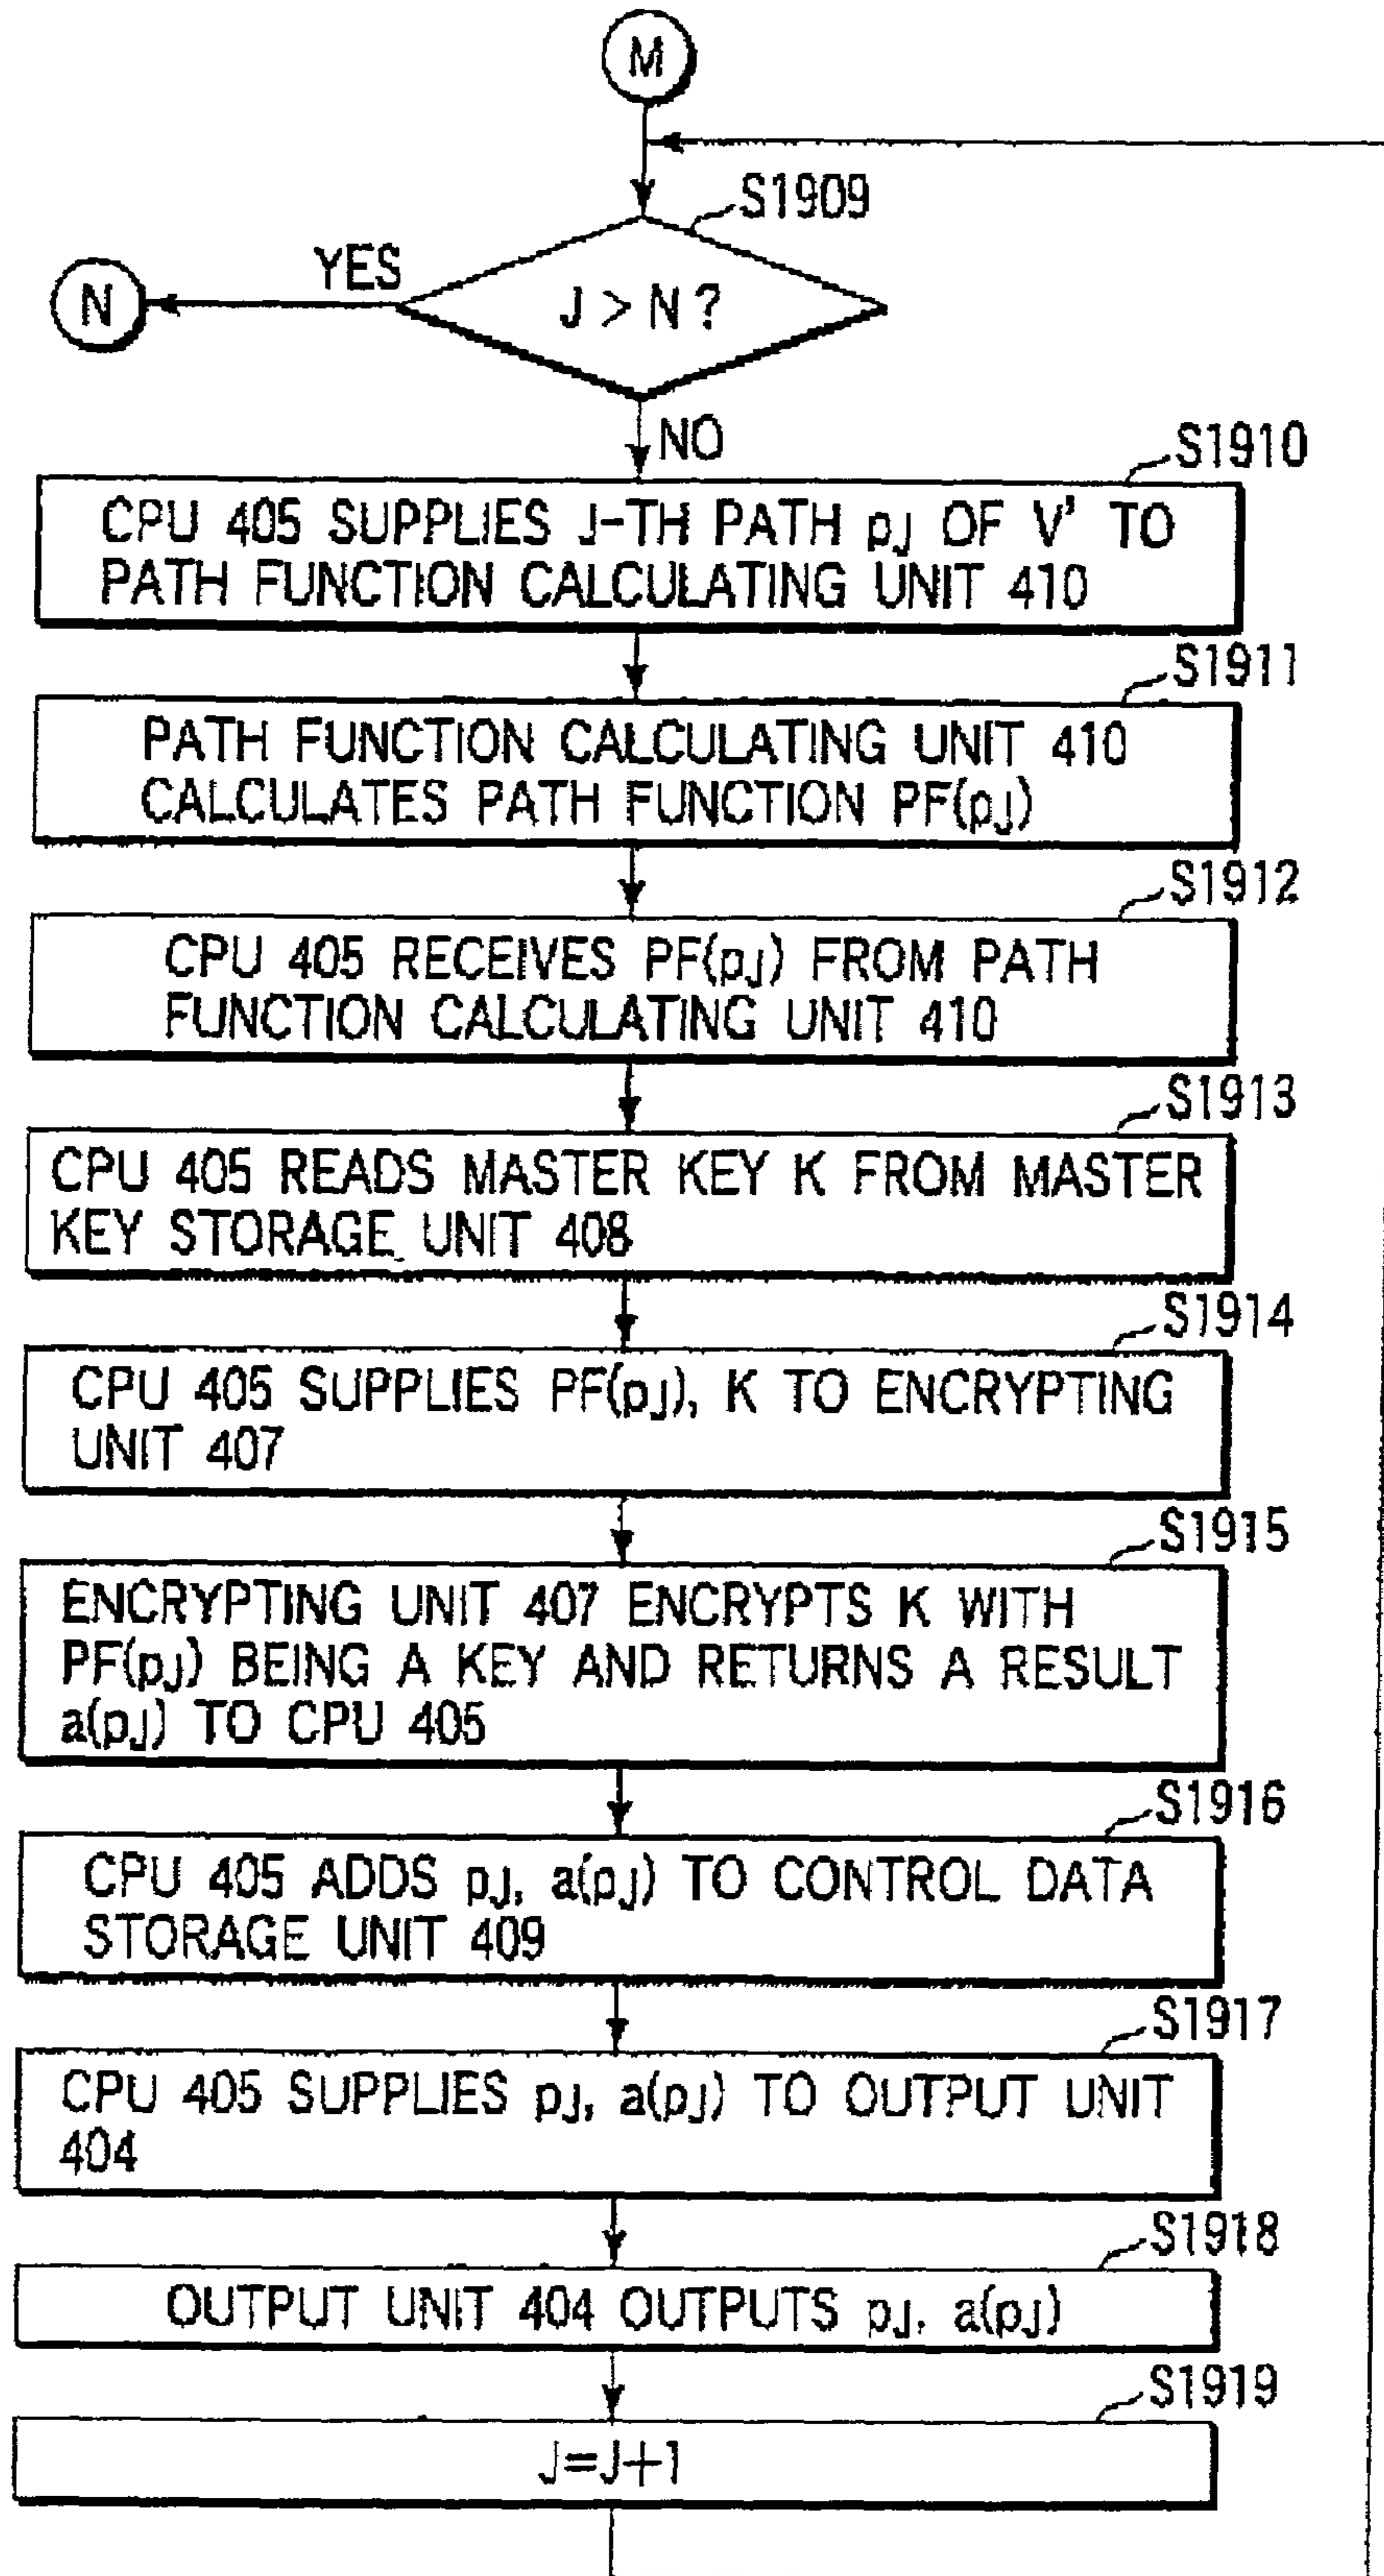 M
S1909
YES
N
J > N ?
NO
S1910
CPU 405 SUPPLIES J-TH PATH pJ OF V' TO
PATH FUNCTION CALCULATING UNIT 410
S1911
PATH FUNCTION CALCULATING UNIT 410
CALCULATES PATH FUNCTION PF(pJ)
S1912
CPU 405 RECEIVES PF(pJ) FROM PATH
FUNCTION CALCULATING UNIT 410
S1913
CPU 405 READS MASTER KEY K FROM MASTER
KEY STORAGE UNIT 408
S1914
CPU 405 SUPPLIES PF(pJ), K TO ENCRYPTING
UNIT 407
S1915
ENCRYPTING UNIT 407 ENCRYPTS K WITH
PF(pJ) BEING A KEY AND RETURNS A RESULT
a(pJ) TO CPU 405
S1916
CPU 405 ADDS pJ, a(pJ) TO CONTROL DATA
STORAGE UNIT 409
S1917
CPU 405 SUPPLIES pJ, a(pJ) TO OUTPUT UNIT
404
S1918
OUTPUT UNIT 404 OUTPUTS pJ, a(pJ)
S1919
J=J+1